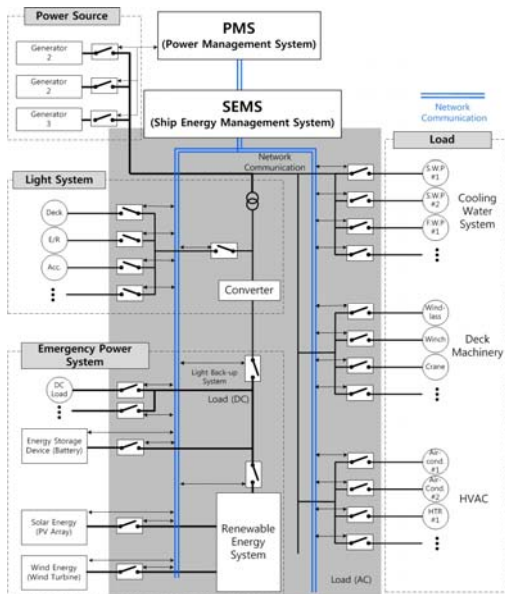 Power Source
Generator
2
Generator
2
Generator
3
PMS
(Power Management System)
SEMS
(Ship Energy Management System)
Network
Communication
Load
Network
Communication
Light System
Deck
E/R
Acc.
Converter
S.W.P
#1
S.W.P
#2
F.W.P
#1
Cooling
Water
System
Wind-
lass
Winch
Crane
Deck
Machinery
Emergency Power
System
Light Back-up
System
Load (DC)
DC
Load
Energy Storage
Device (Battery)
Solar Energy
(PV Array)
Wind Energy
(Wind Turbine)
Renewable
Energy
System
Air
cond.
#1
Air
Cond.
#2
HTR
#1
HVAC
Load (AC)